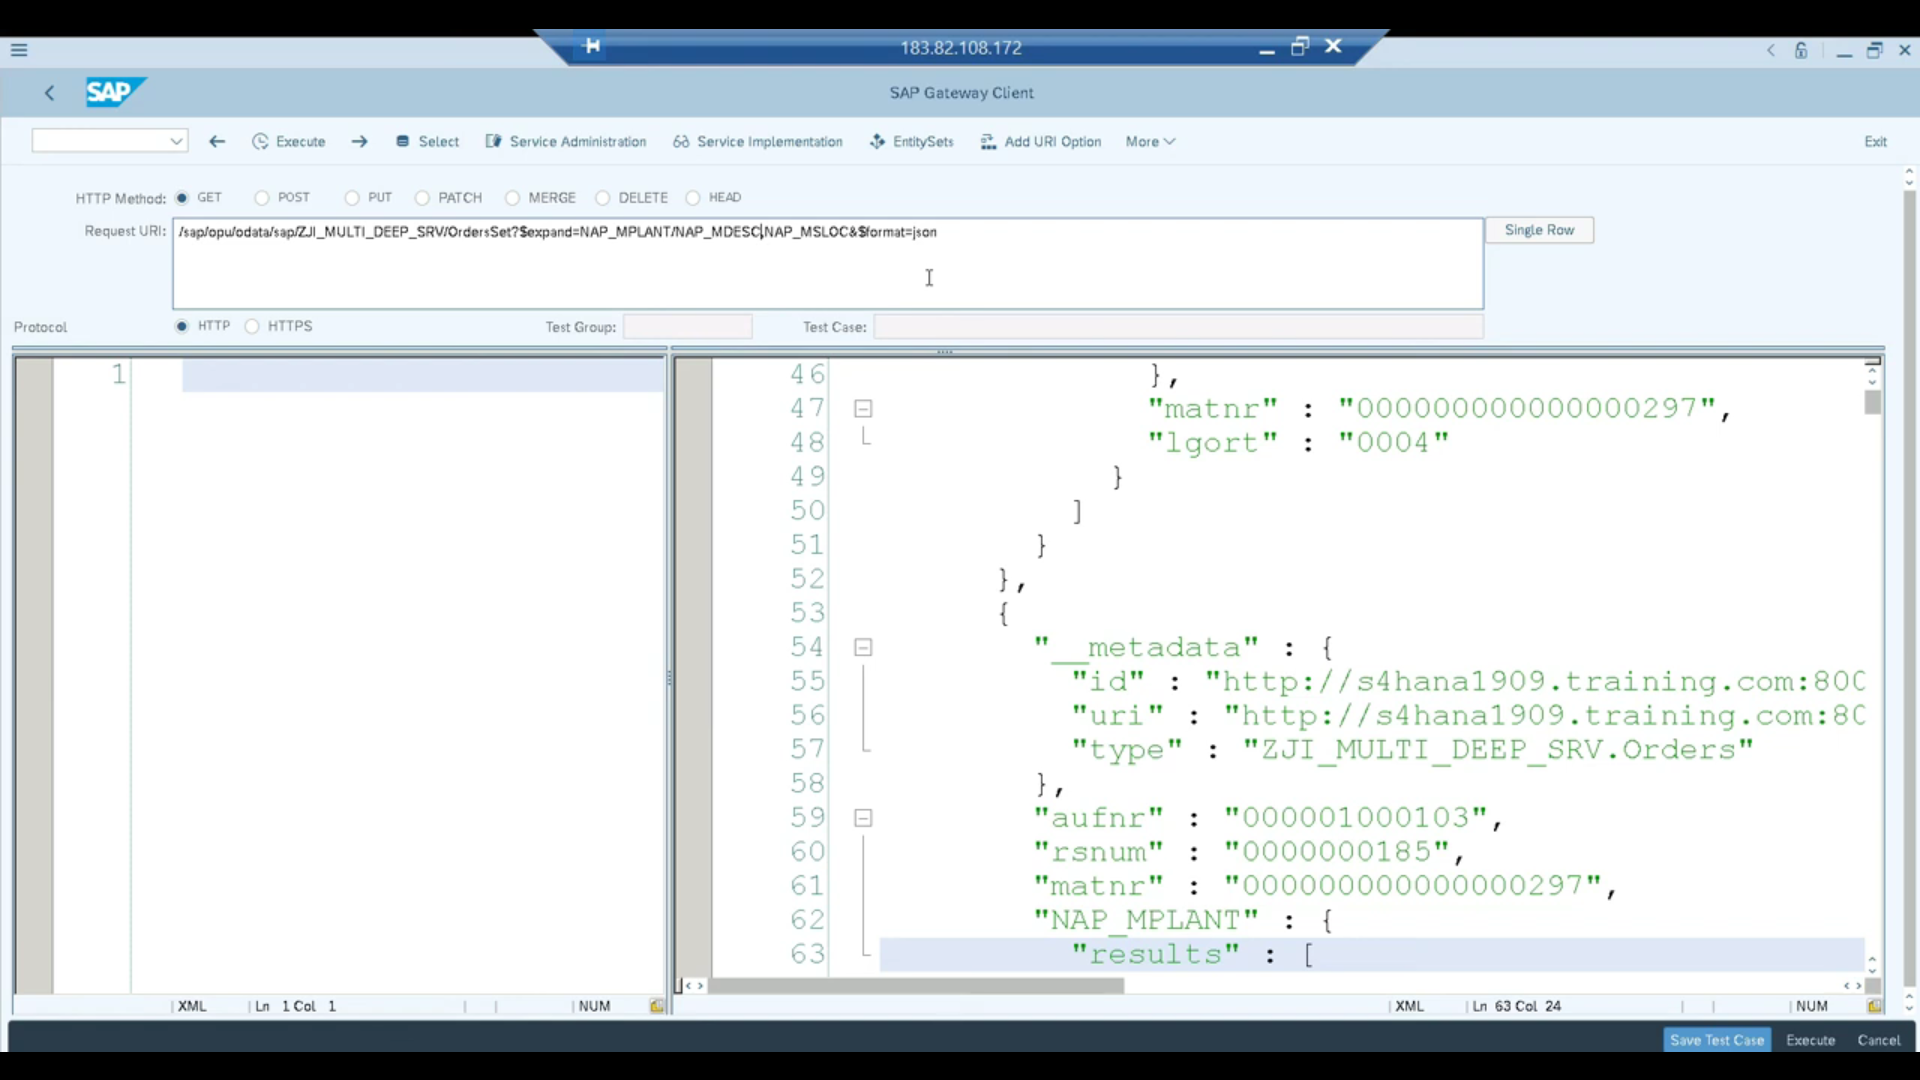 183.82.108.172
SAP
SAP Gateway Client
Execute
Select
Service Administration
Service Implementation
EntitySets
Add URI Option
More
Exit
HTTP Method: GET POST PUT PATCH MERGE DELETE HEAD
Request URI: /sap/opu/odata/sap/ZJI_MULTI_DEEP_SRV/OrdersSet?$expand=NAP_MPLANT/NAP_MDESC,NAP_MSLOC&$format=json
Single Row
Protocol HTTP HTTPS Test Group: Test Case:
1
46 },
47 "matnr" : "000000000000000297",
48 "lgort" : "0004"
49 }
50 ]
51 }
52 },
53 {
54 "__metadata" : {
55 "id" : "http://s4hana1909.training.com:800
56 "uri" : "http://s4hana1909.training.com:80
57 "type" : "ZJI_MULTI_DEEP_SRV.Orders"
58 },
59 "aufnr" : "000001000103",
60 "rsnum" : "0000000185",
61 "matnr" : "000000000000000297",
62 "NAP_MPLANT" : {
63 "results" : [
XML Ln 1 Col 1 NUM
XML Ln 63 Col 24 NUM
Save Test Case Execute Cancel